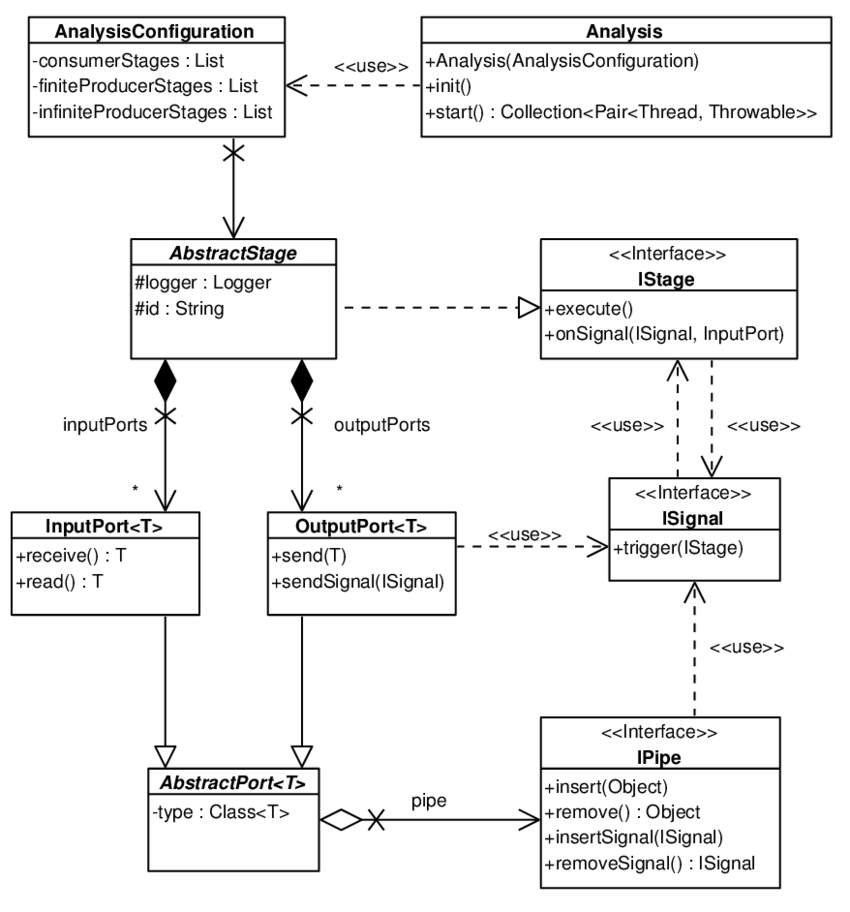 AnalysisConfiguration
-consumerStages : List
-finiteProducerStages : List
-infiniteProducerStages : List
<<use>>
Analysis
+Analysis(AnalysisConfiguration)
+init()
+start() : Collection<Pair<Thread, Throwable>>
AbstractStage
#logger : Logger
#id : String
<<Interface>>
IStage
+execute()
+onSignal(ISignal, InputPort)
inputPorts
outputPorts
<<use>>
<<use>>
*
*
InputPort<T>
+receive() : T
+read() : T
OutputPort<T>
+send(T)
+sendSignal(ISignal)
<<use>>
<<Interface>>
ISignal
+trigger(IStage)
<<use>>
AbstractPort<T>
-type : Class<T>
pipe
<<Interface>>
IPipe
+insert(Object)
+remove() : Object
+insertSignal(ISignal)
+removeSignal() : ISignal